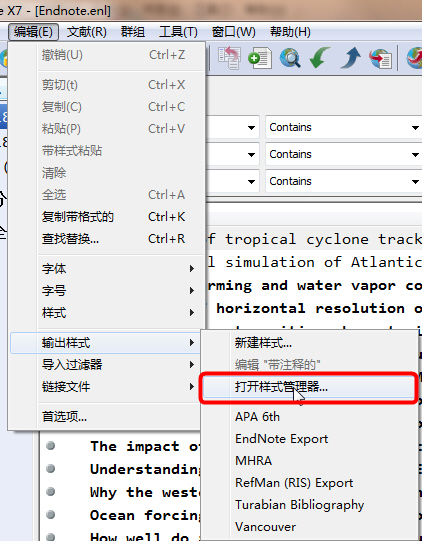 e X7 - [Endnote.enl]
编辑(E) 文献(R) 群组 工具(T) 窗口(W) 帮助(H)
撤销(U) Ctrl+Z
剪切(t) Ctrl+X
复制(C) Ctrl+C
粘贴(P) Ctrl+V
带样式粘贴
清除
全选 Ctrl+A
复制带格式的 Ctrl+K
查找替换... Ctrl+R
字体
字号
样式
输出样式
导入过滤器
链接文件
首选项...
Contains
Contains
Contains
of tropical cyclone track
l simulation of Atlantic
rming and water vapor co
horizontal resolution o
新建样式...
编辑 "带注释的"
打开样式管理器...
APA 6th
EndNote Export
MHRA
RefMan (RIS) Export
Turabian Bibliography
Vancouver
The impact of
Understanding
Why the weste
Ocean forcing
How well do a